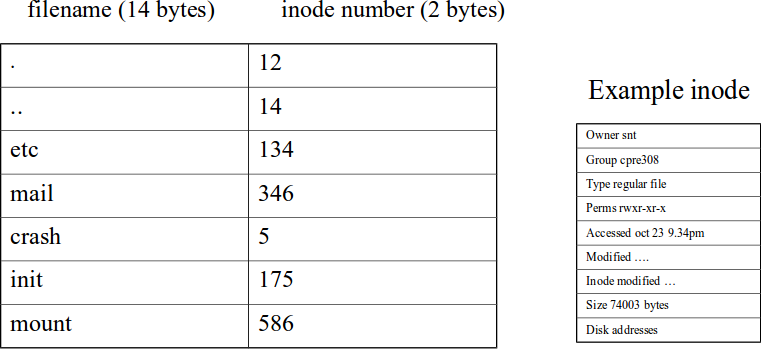 filename (14 bytes) inode number (2 bytes)
. 12
.. 14
etc 134
mail 346
crash 5
init 175
mount 586
Example inode
Owner snt
Group cpre308
Type regular file
Perms rwxr-xr-x
Accessed oct 23 9.34pm
Modified ....
Inode modified ...
Size 74003 bytes
Disk addresses